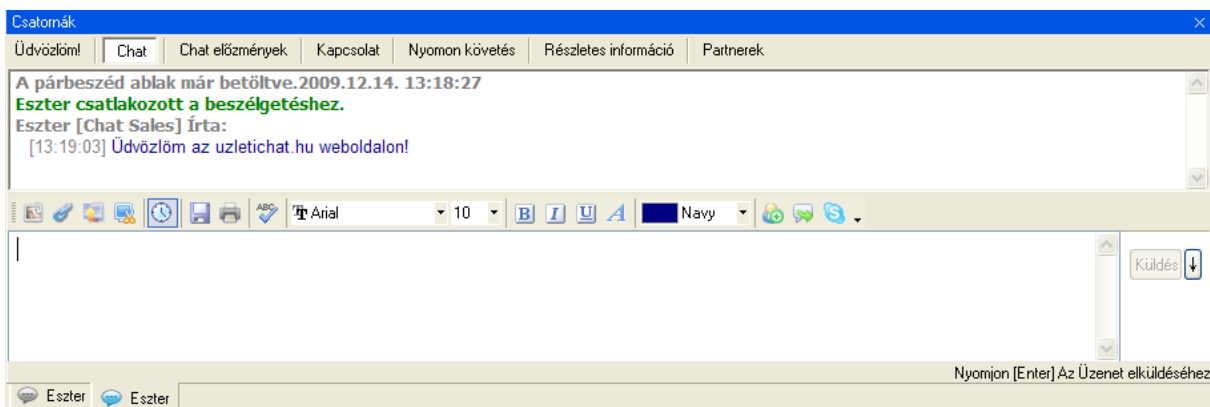 Csatornák
Üdvözlöm! Chat Chat előzmények Kapcsolat Nyomon követés Részletes információ Partnerek
A párbeszéd ablak már betöltve.2009.12.14. 13:18:27
Eszter csatlakozott a beszélgetéshez.
Eszter [Chat Sales] Írta:
[13:19:03] Üdvözlöm az uzletichat.hu weboldalon!
ABC Tr Arial 10 B I U A Navy
Küldés
Nyomjon [Enter] Az Üzenet elküldéséhez
Eszter Eszter